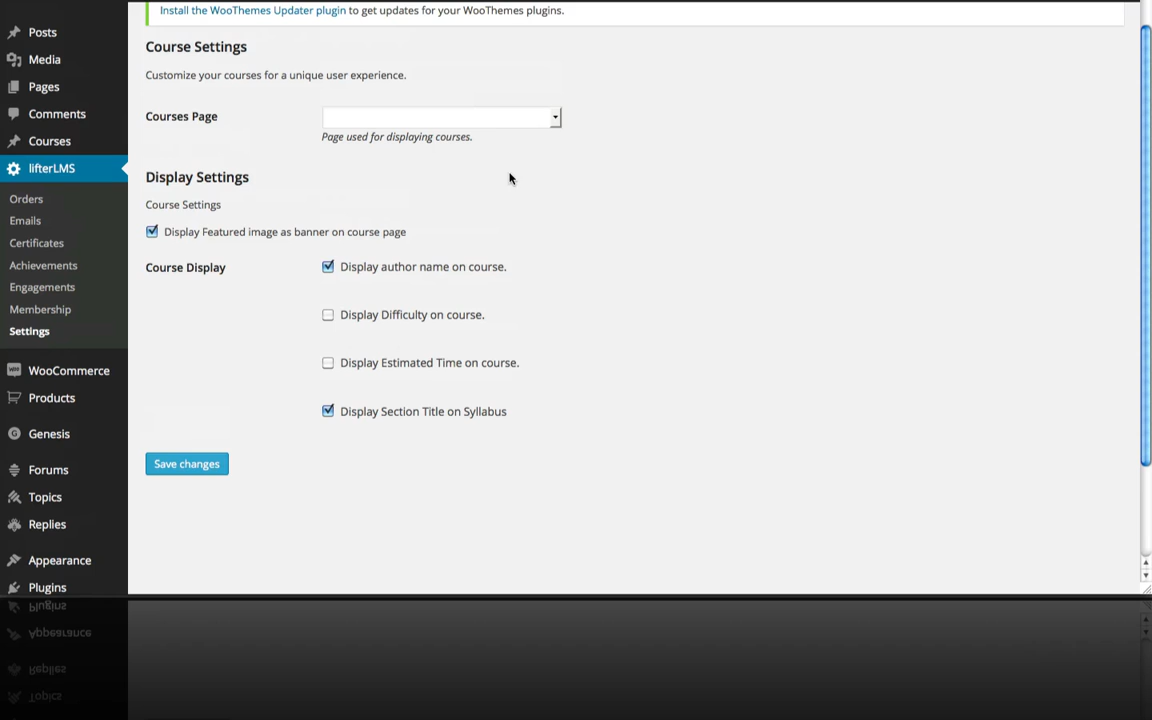 Install the WooThemes Updater plugin to get updates for your WooThemes plugins.
Posts
Media
Pages
Comments
Courses
lifterLMS
Orders
Emails
Certificates
Achievements
Engagements
Membership
Settings
WooCommerce
Products
Genesis
Forums
Topics
Replies
Appearance
Plugins
Course Settings
Customize your courses for a unique user experience.
Courses Page
Page used for displaying courses.
Display Settings
Course Settings
Display Featured image as banner on course page
Course Display
Display author name on course.
Display Difficulty on course.
Display Estimated Time on course.
Display Section Title on Syllabus
Save changes
Plugins
Appearance
Replies
Topics